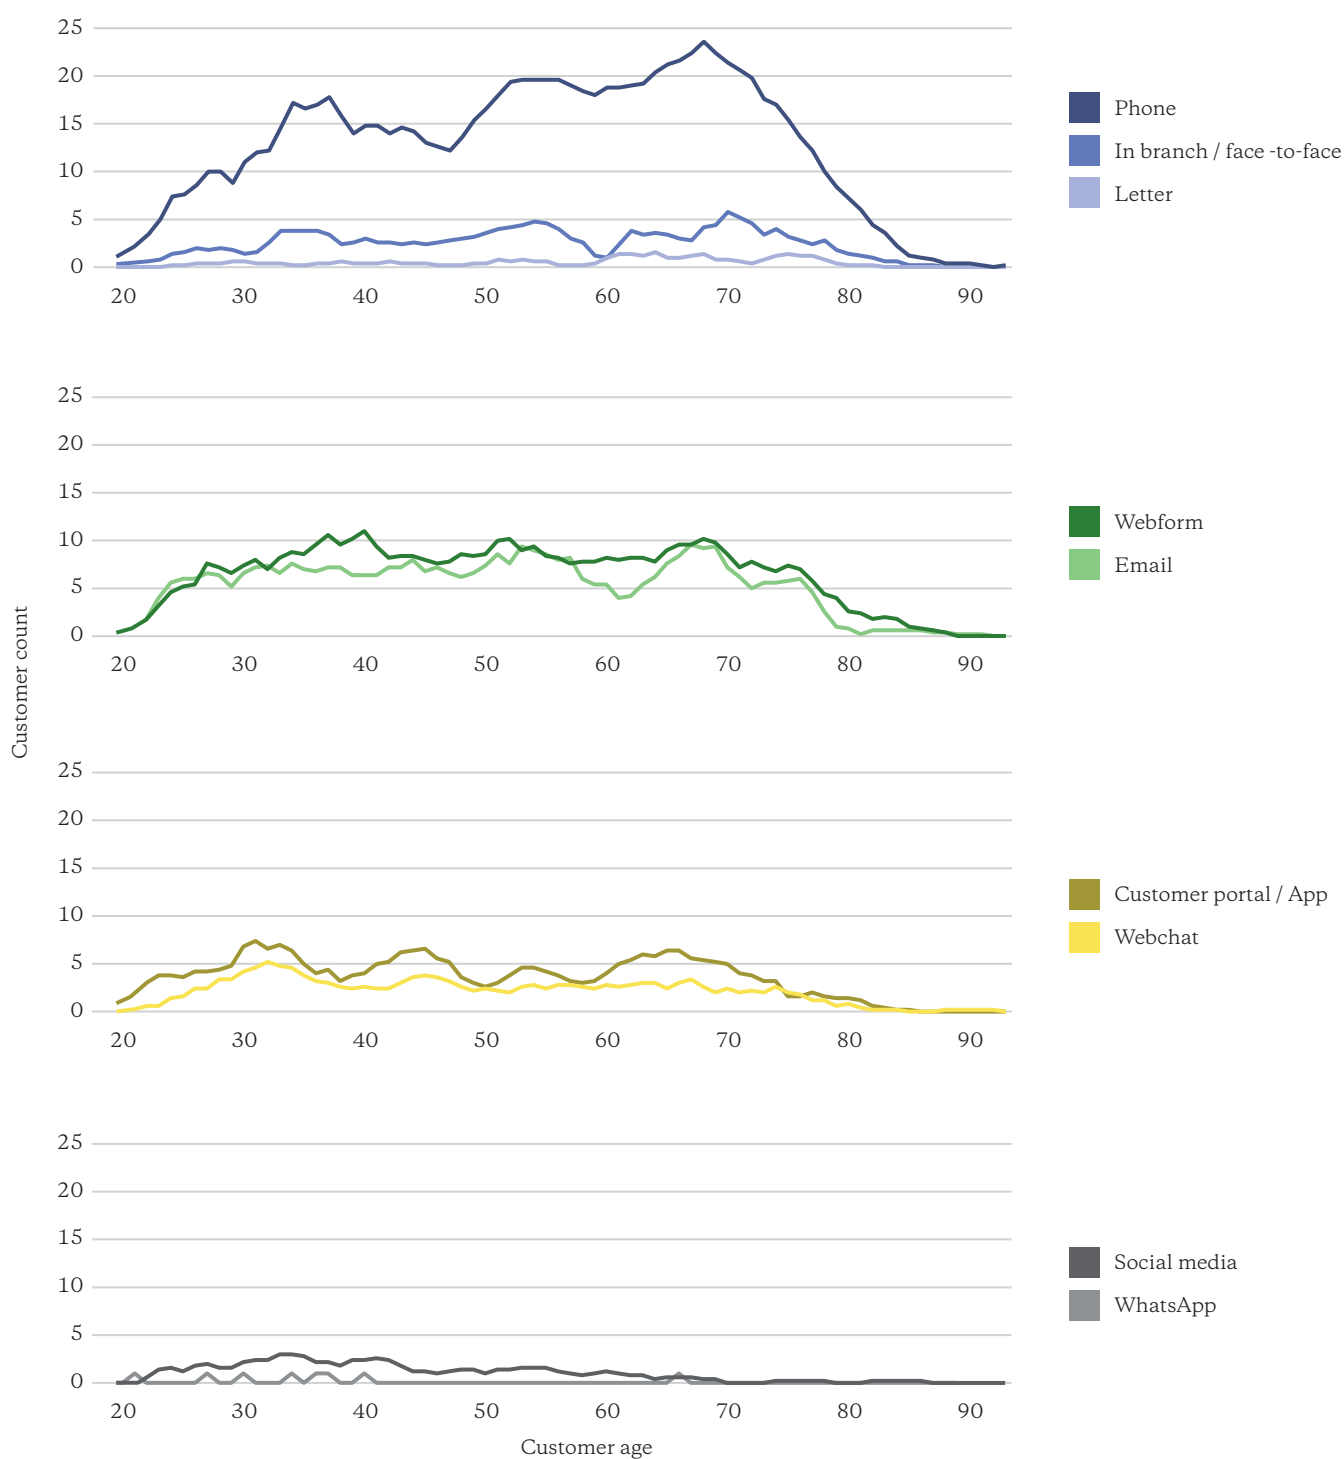 25
20
15
10
5
0
20 30 40 50 60 70 80 90
Phone
In branch / face -to-face
Letter
25
20
15
10
5
0
20 30 40 50 60 70 80 90
Webform
Email
Customer count
25
20
15
10
5
0
20 30 40 50 60 70 80 90
Customer portal / App
Webchat
25
20
15
10
5
0
20 30 40 50 60 70 80 90
Social media
WhatsApp
Customer age